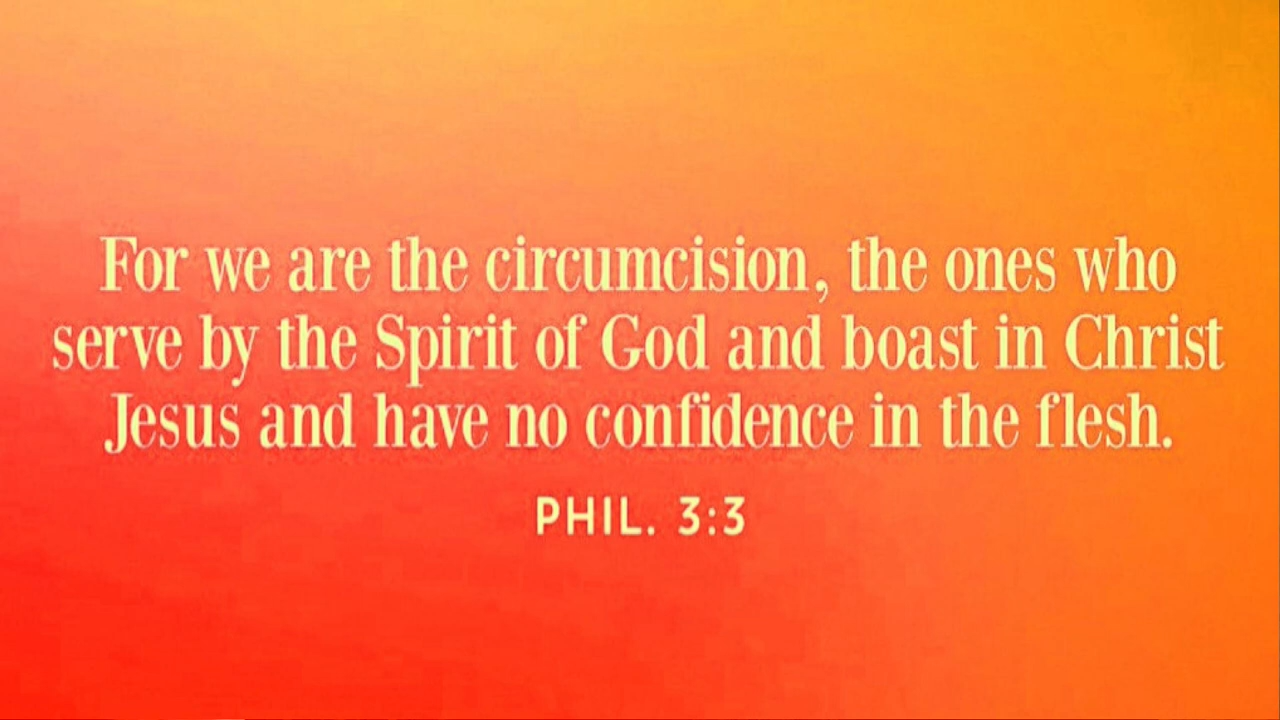 For we are the circumcision, the ones who
serve by the Spirit of God and boast in Christ
Jesus and have no confidence in the flesh.
PHIL. 3:3